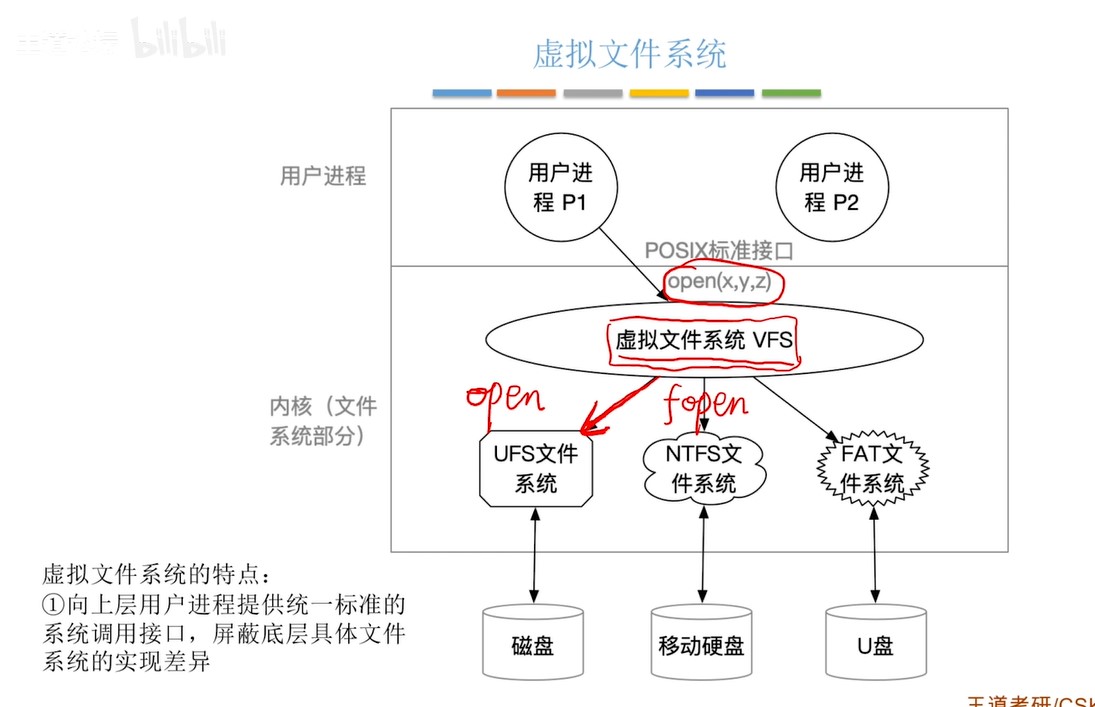 bilibili
虚拟文件系统
用户进程
用户进
程 P1
用户进
程 P2
POSIX标准接口
open(x,y,z)
虚拟文件系统 VFS
open
fopen
内核（文件
系统部分）
UFS文件
系统
NTFS文
件系统
FAT文
件系统
虚拟文件系统的特点：
①向上层用户进程提供统一标准的
系统调用接口，屏蔽底层具体文件
系统的实现差异
磁盘
移动硬盘
U盘
王道考研/CSK